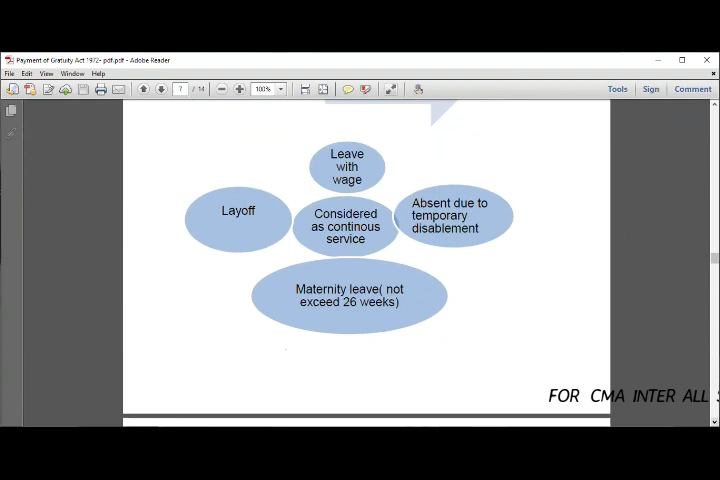 Payment of Gratuity Act 1972- pdf.pdf - Adobe Reader
File Edit View Window Help
7 / 14 100% Tools Sign Comment
Leave
with
wage
Layoff
Considered
as continous
service
Absent due to
temporary
disablement
Maternity leave( not
exceed 26 weeks)
FOR CMA INTER ALL S